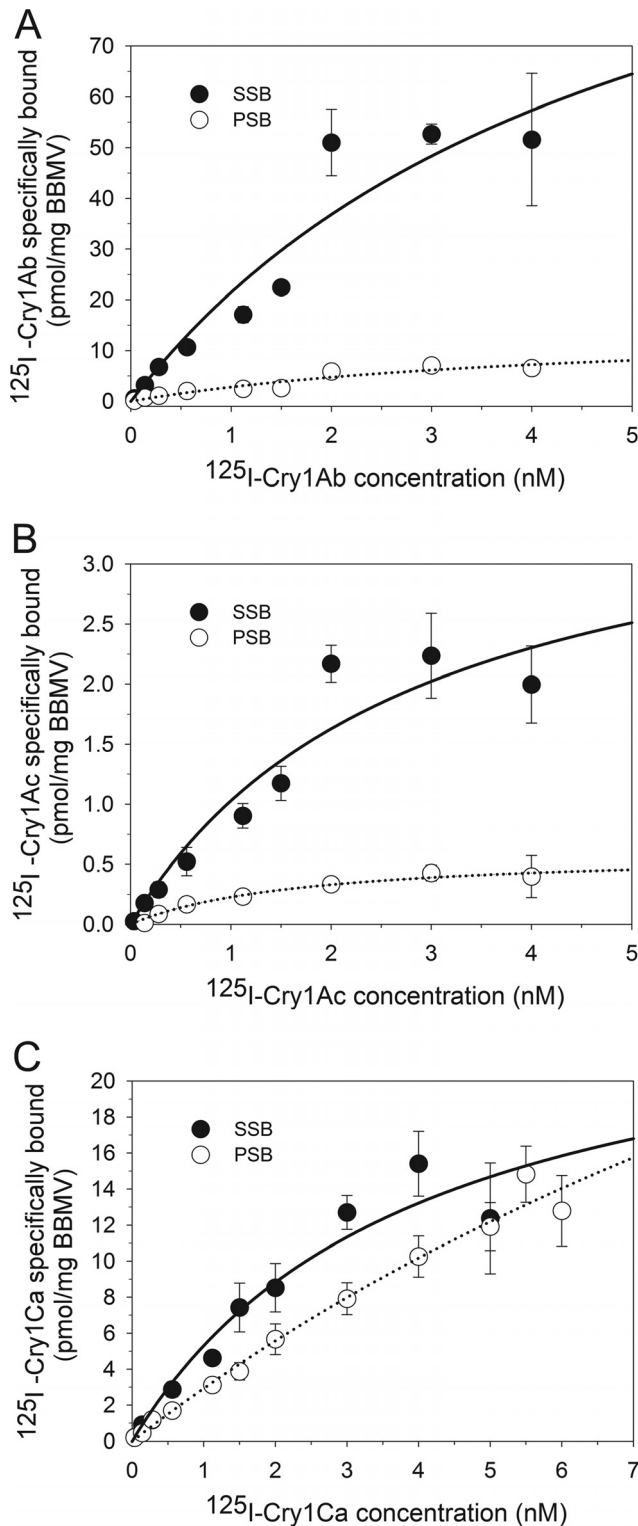 A
70
60
50
40
30
20
10
0
SSB
PSB
125I -Cry1Ab specifically bound
(pmol/mg BBMV)
0 1 2 3 4 5
125I-Cry1Ab concentration (nM)
B
3.0
2.5
2.0
1.5
1.0
0.5
0.0
SSB
PSB
125I -Cry1Ac specifically bound
(pmol/mg BBMV)
0 1 2 3 4 5
125I-Cry1Ac concentration (nM)
C
20
18
16
14
12
10
8
6
4
2
0
SSB
PSB
125I -Cry1Ca specifically bound
(pmol/mg BBMV)
0 1 2 3 4 5 6 7
125I-Cry1Ca concentration (nM)